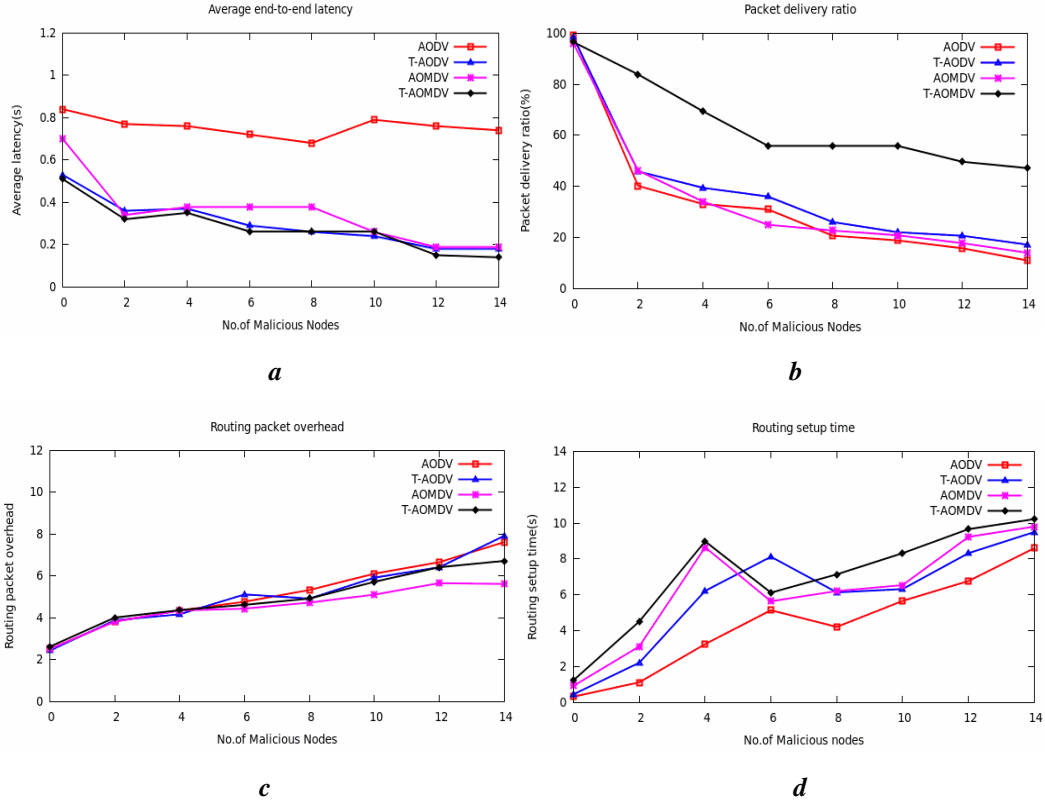 Average end-to-end latency
1.2
1
0.8
0.6
0.4
0.2
0
Average latency(s)
AODV
T-AODV
AOMDV
T-AOMDV
0 2 4 6 8 10 12 14
No.of Malicious Nodes
a
Packet delivery ratio
100
80
60
40
20
0
Packet delivery ratio(%)
AODV
T-AODV
AOMDV
T-AOMDV
0 2 4 6 8 10 12 14
No.of Malicious Nodes
b
Routing packet overhead
12
10
8
6
4
2
0
Routing packet overhead
AODV
T-AODV
AOMDV
T-AOMDV
0 2 4 6 8 10 12 14
No.of Malicious Nodes
c
Routing setup time
14
12
10
8
6
4
2
0
Routing setup time(s)
AODV
T-AODV
AOMDV
T-AOMDV
0 2 4 6 8 10 12 14
No.of Malicious nodes
d